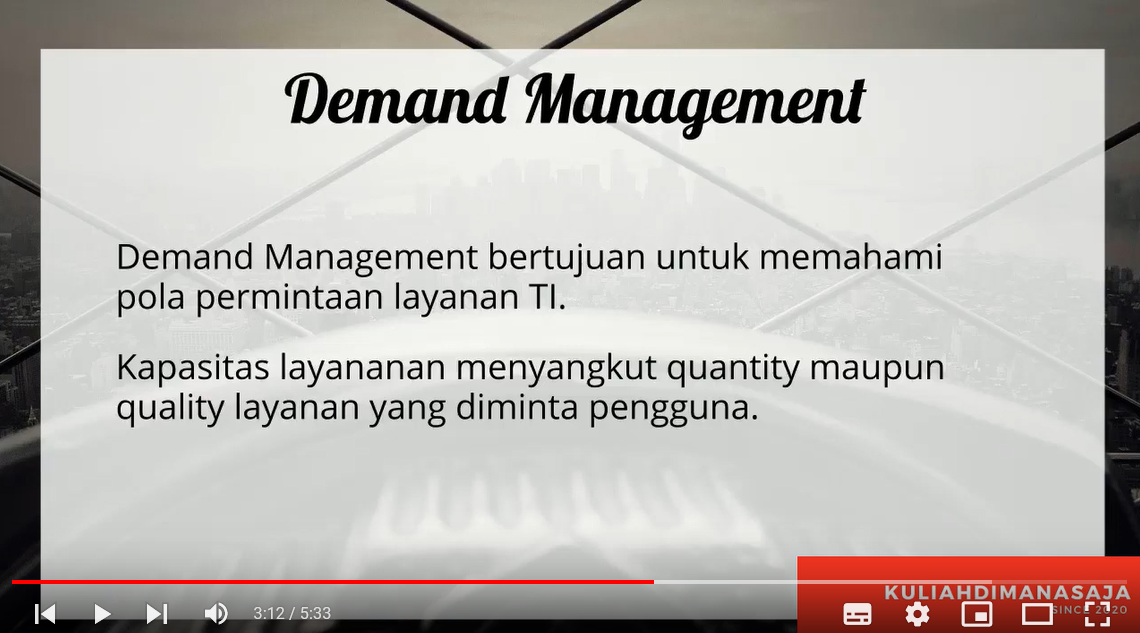 Demand Management
Demand Management bertujuan untuk memahami
pola permintaan layanan TI.
Kapasitas layananan menyangkut quantity maupun
quality layanan yang diminta pengguna.
KULIAHDIMANASAJA
SINCE 2020
3:12 / 5:33